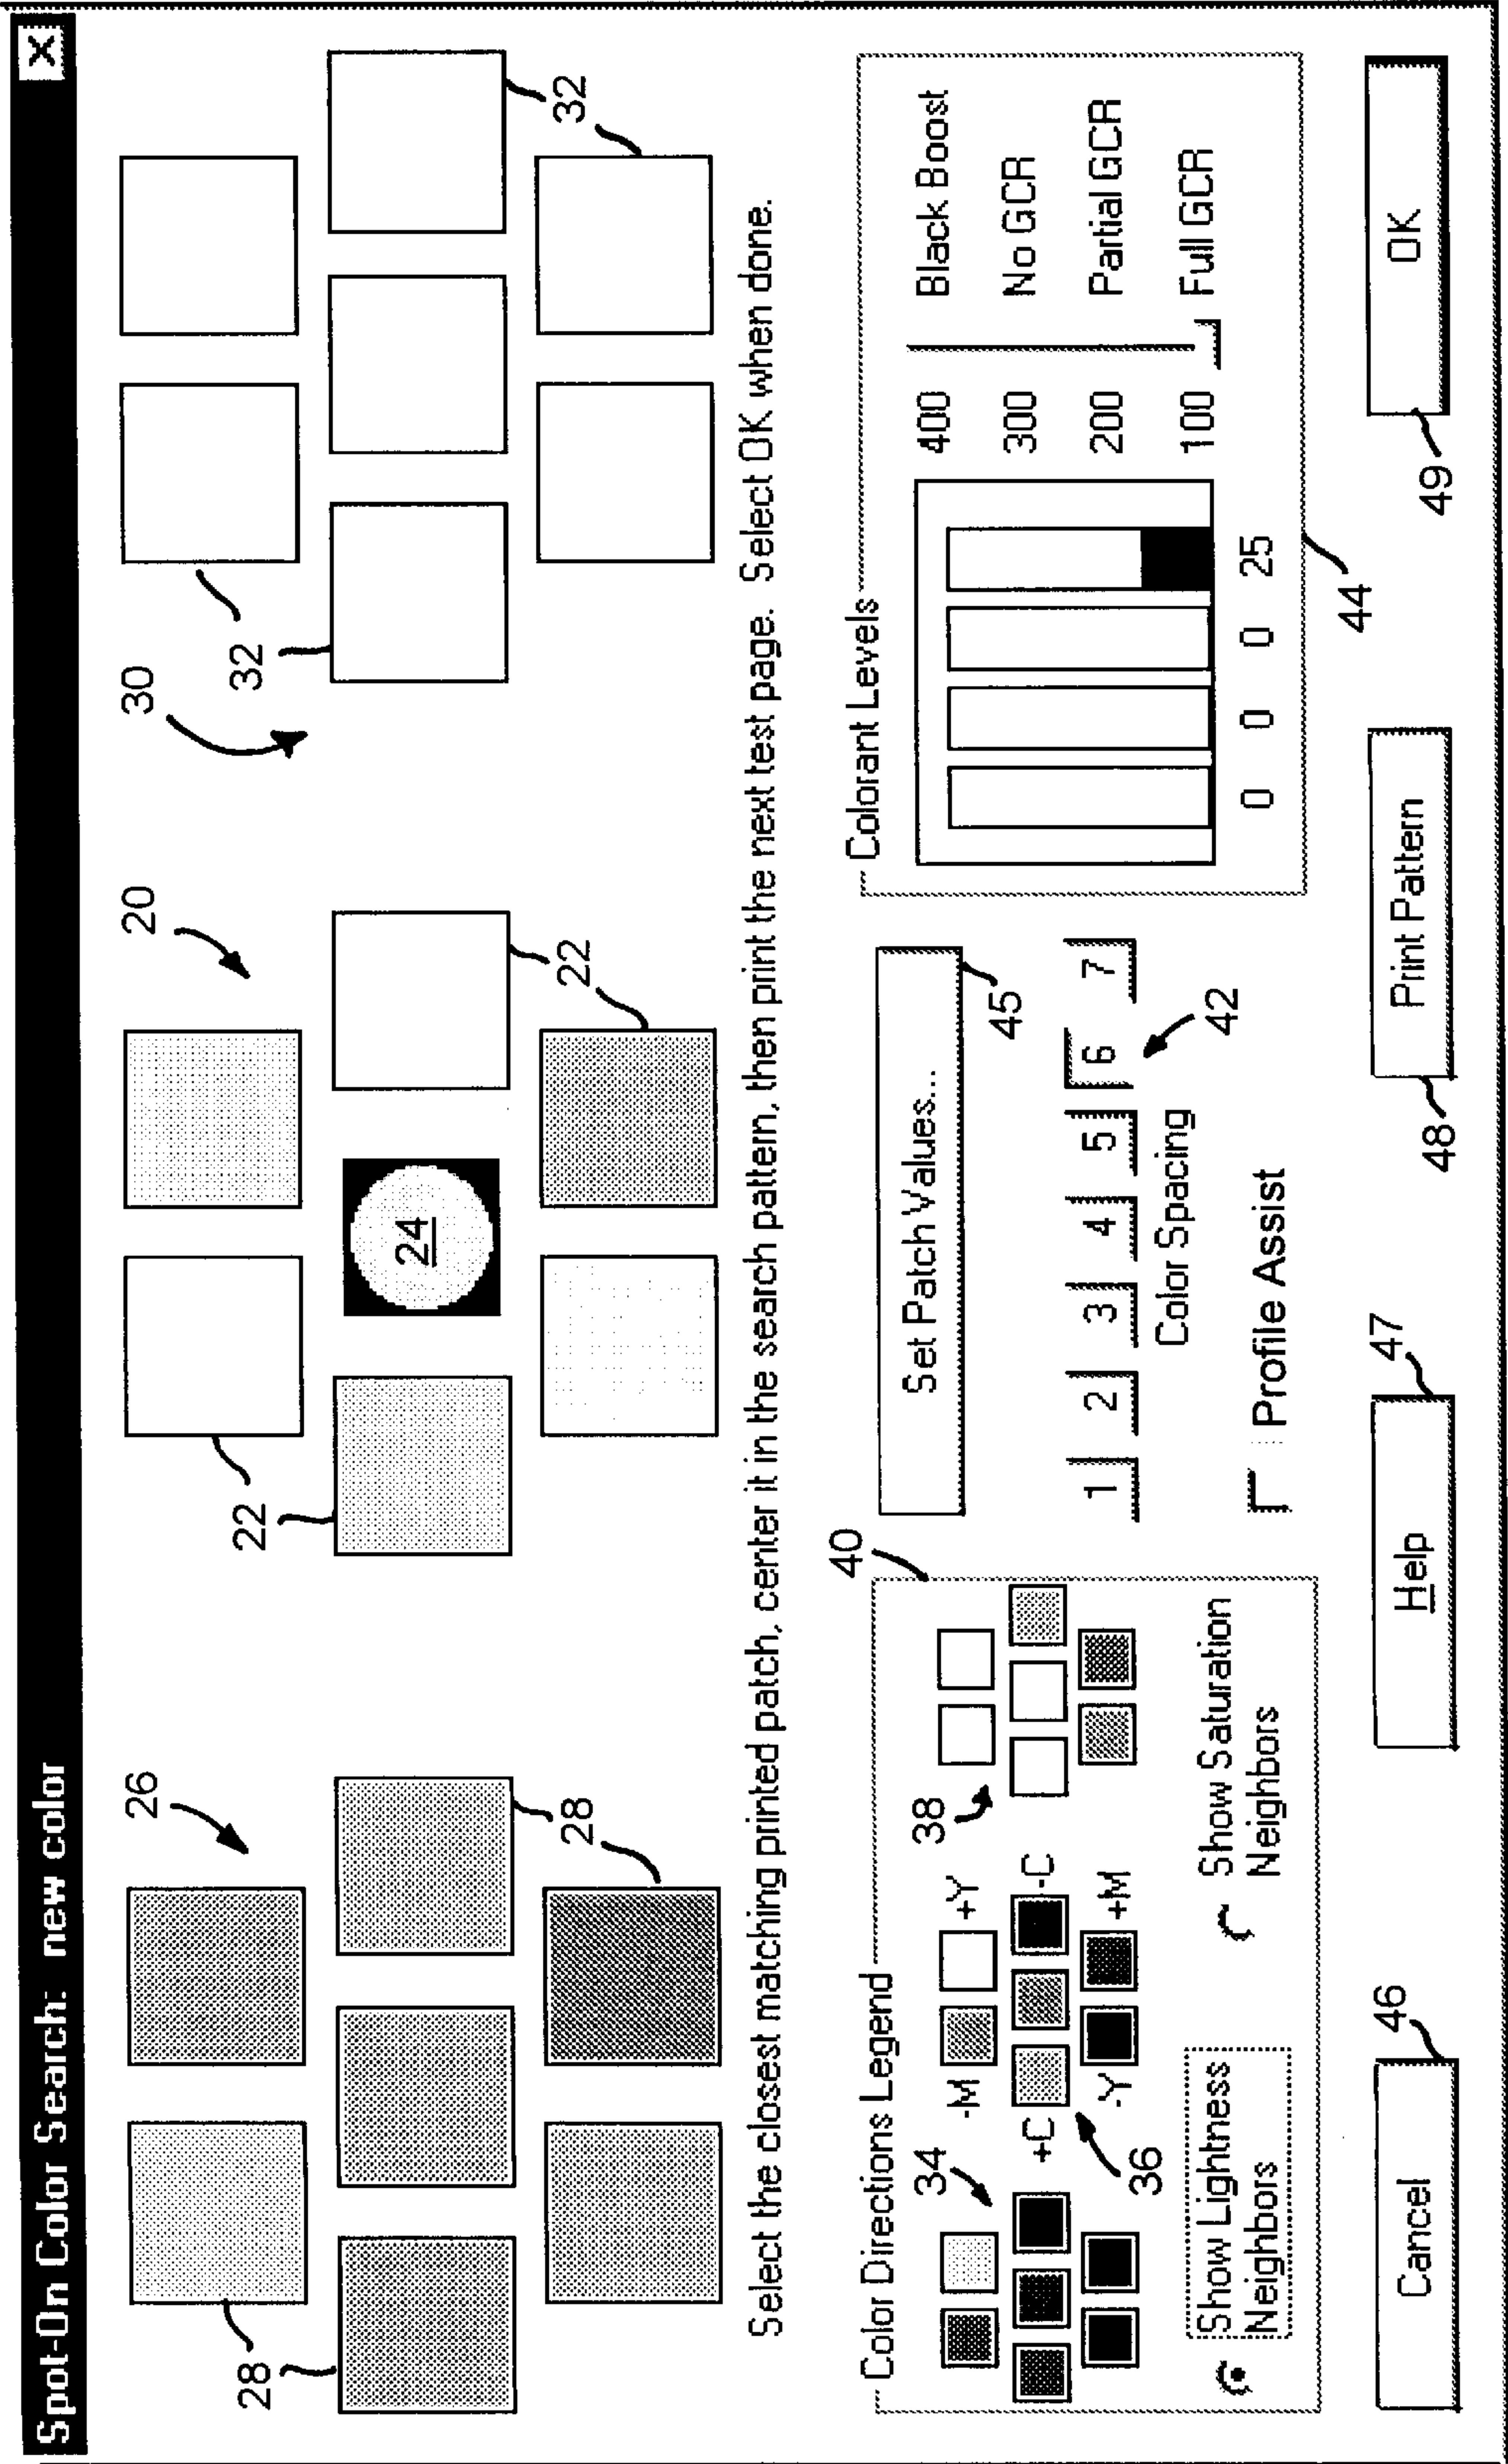 Spot-On Color Search: new color
X
26
20
30
28
28
22
24
22
32
32
28
22
32
Select the closest matching printed patch, center it in the search pattern, then print the next test page. Select OK when done.
Color Directions Legend
40
34
-M
+Y
38
+C
-C
36
-Y
+M
Show Lightness
Neighbors
Show Saturation
Neighbors
Set Patch Values...
45
1 2 3 4 5 6 7
Color Spacing
42
Profile Assist
Colorant Levels
400 Black Boost
300 No GCR
200 Partial GCR
100 Full GCR
0 0 0 25
44
46
47
48
49
Cancel
Help
Print Pattern
OK